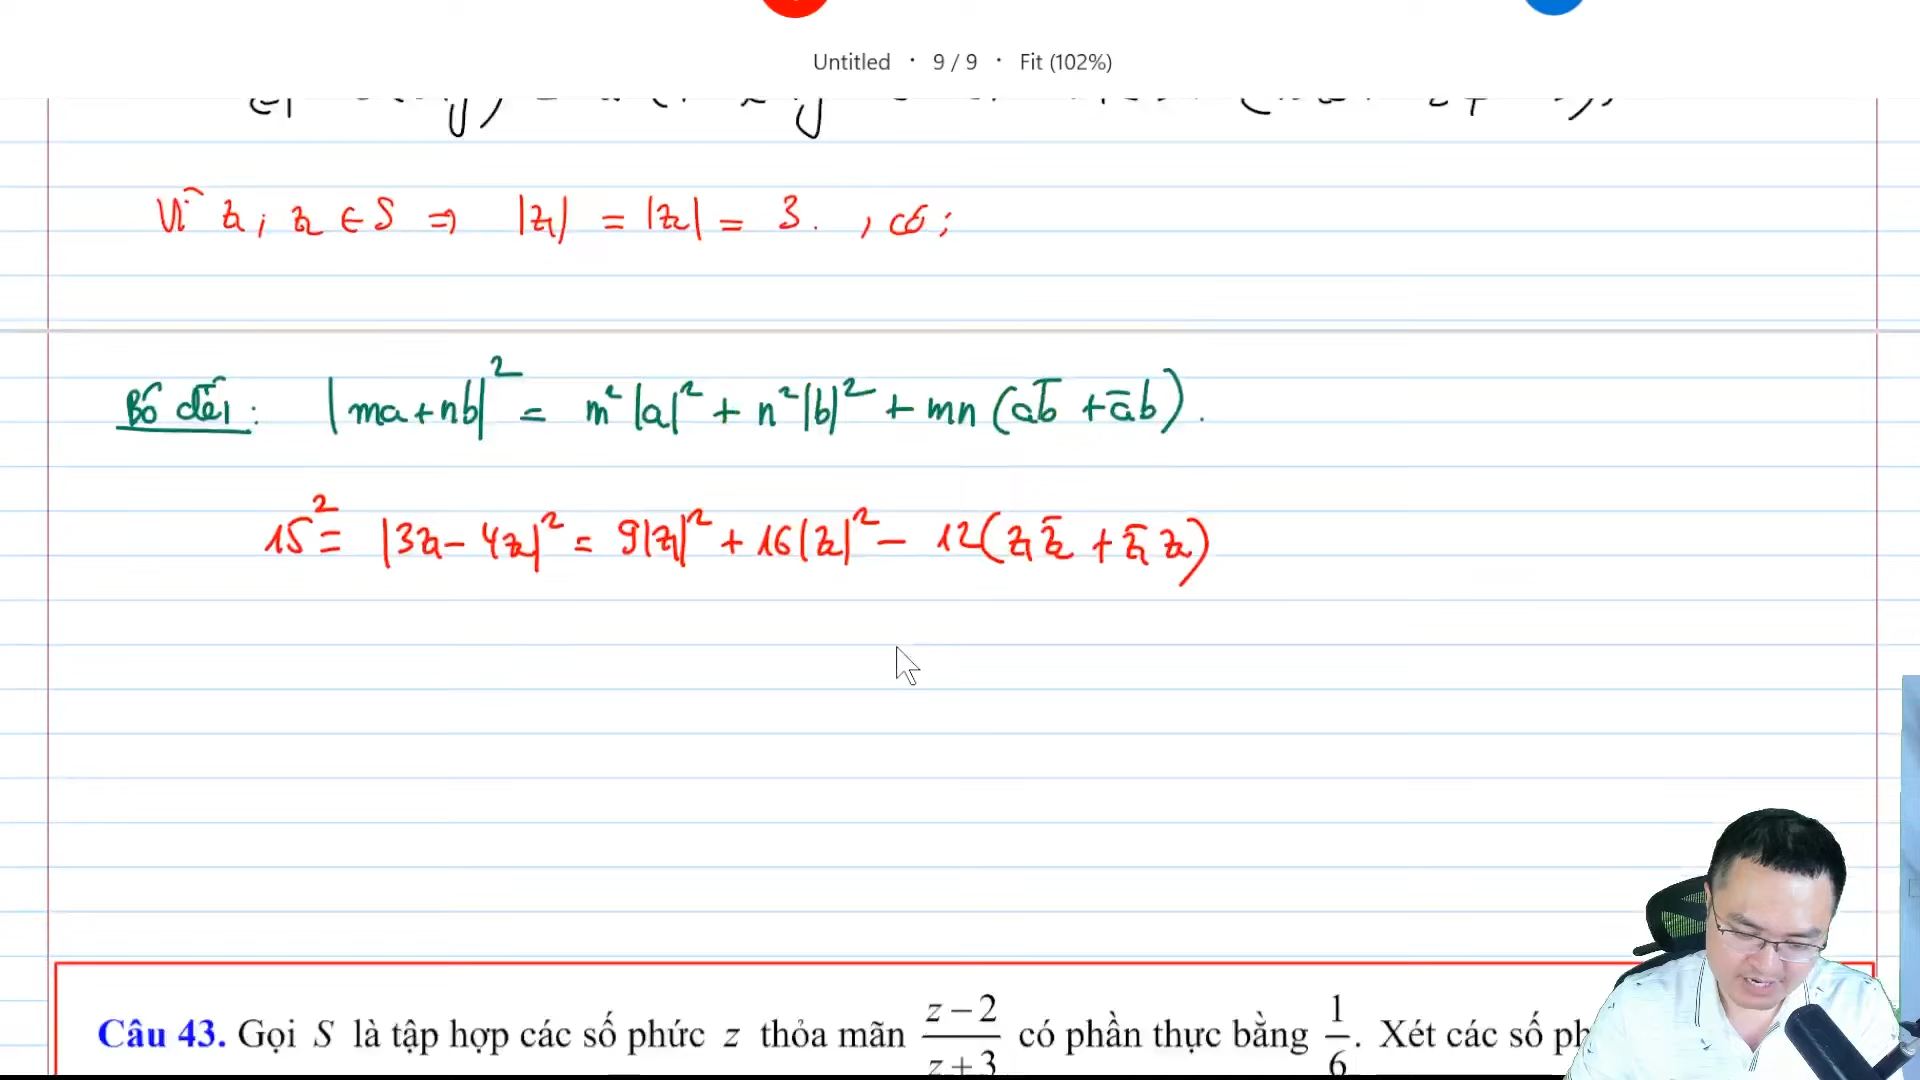 Untitled • 9 / 9 • Fit (102%)
Vì z₁, z₂ ∈ S ⇒ |z₁| = |z₂| = 3. , có:
Bổ đề: |ma + nb|² = m²|a|² + n²|b|² + mn(ab̄ + āb).
15² = |3z₁ - 4z₂|² = 9|z₁|² + 16|z₂|² - 12(z₁z̄₂ + z̄₁z₂)
Câu 43. Gọi S là tập hợp các số phức z thỏa mãn (z-2)/(z+3) có phần thực bằng 1/6. Xét các số